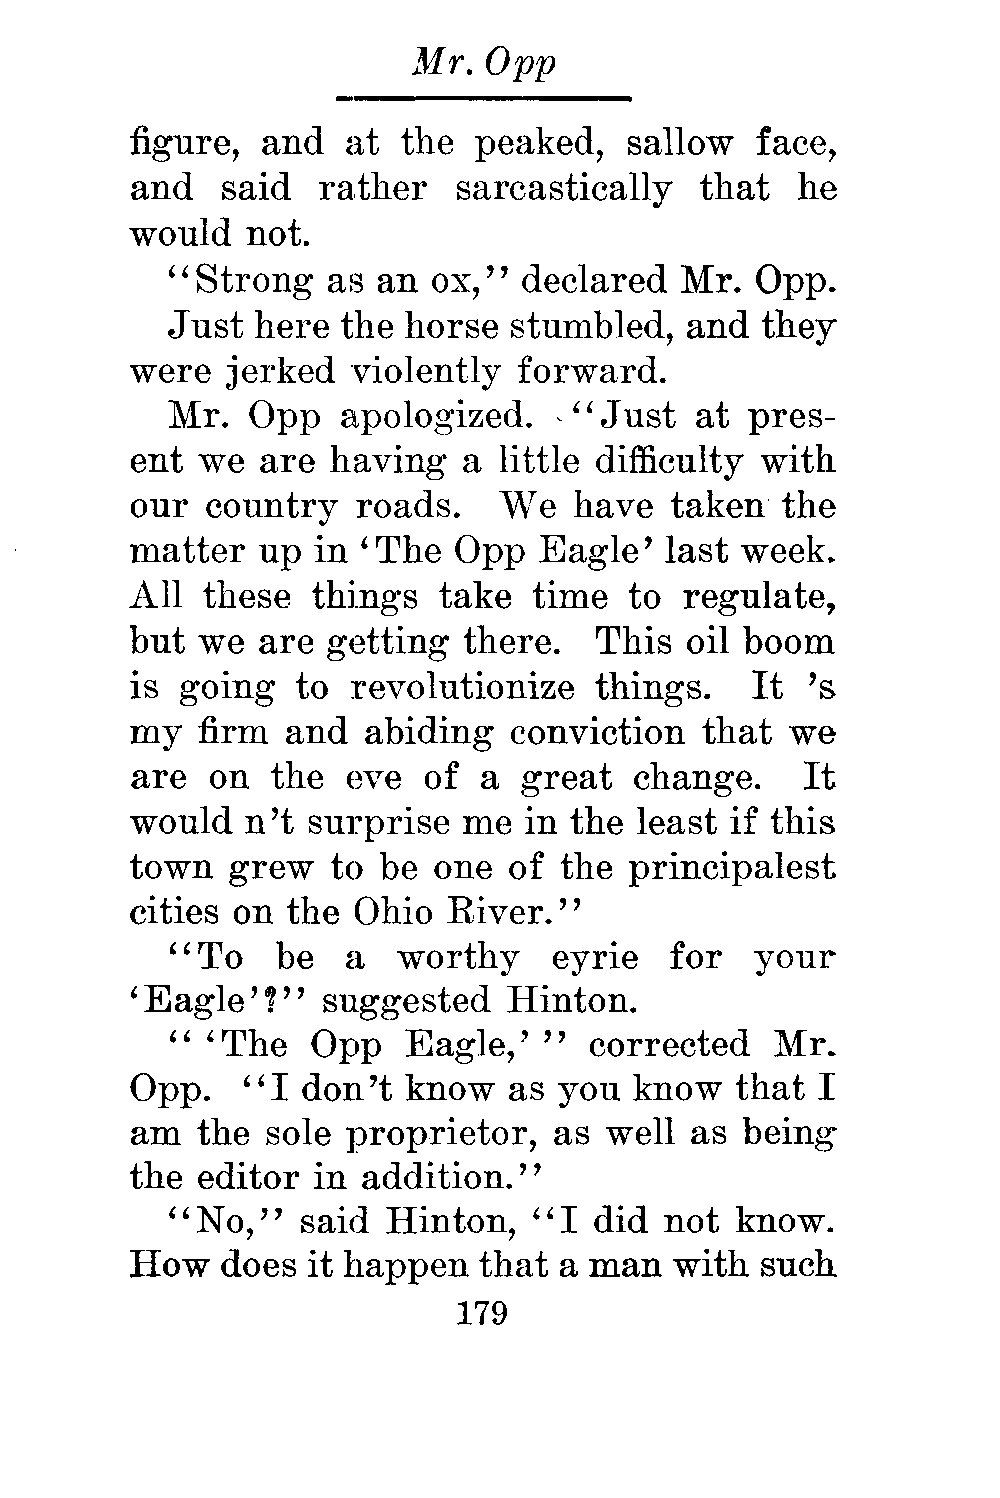 Mr. Opp
figure, and at the peaked, sallow face,
and said rather sarcastically that he
would not.
"Strong as an ox," declared Mr. Opp.
Just here the horse stumbled, and they
were jerked violently forward.
Mr. Opp apologized. "Just at pres-
ent we are having a little difficulty with
our country roads. We have taken the
matter up in 'The Opp Eagle' last week.
All these things take time to regulate,
but we are getting there. This oil boom
is going to revolutionize things. It 's
my firm and abiding conviction that we
are on the eve of a great change. It
would n't surprise me in the least if this
town grew to be one of the principalest
cities on the Ohio River."
"To be a worthy eyrie for your
'Eagle'?" suggested Hinton.
" 'The Opp Eagle,' " corrected Mr.
Opp. "I don't know as you know that I
am the sole proprietor, as well as being
the editor in addition."
"No," said Hinton, "I did not know.
How does it happen that a man with such
179